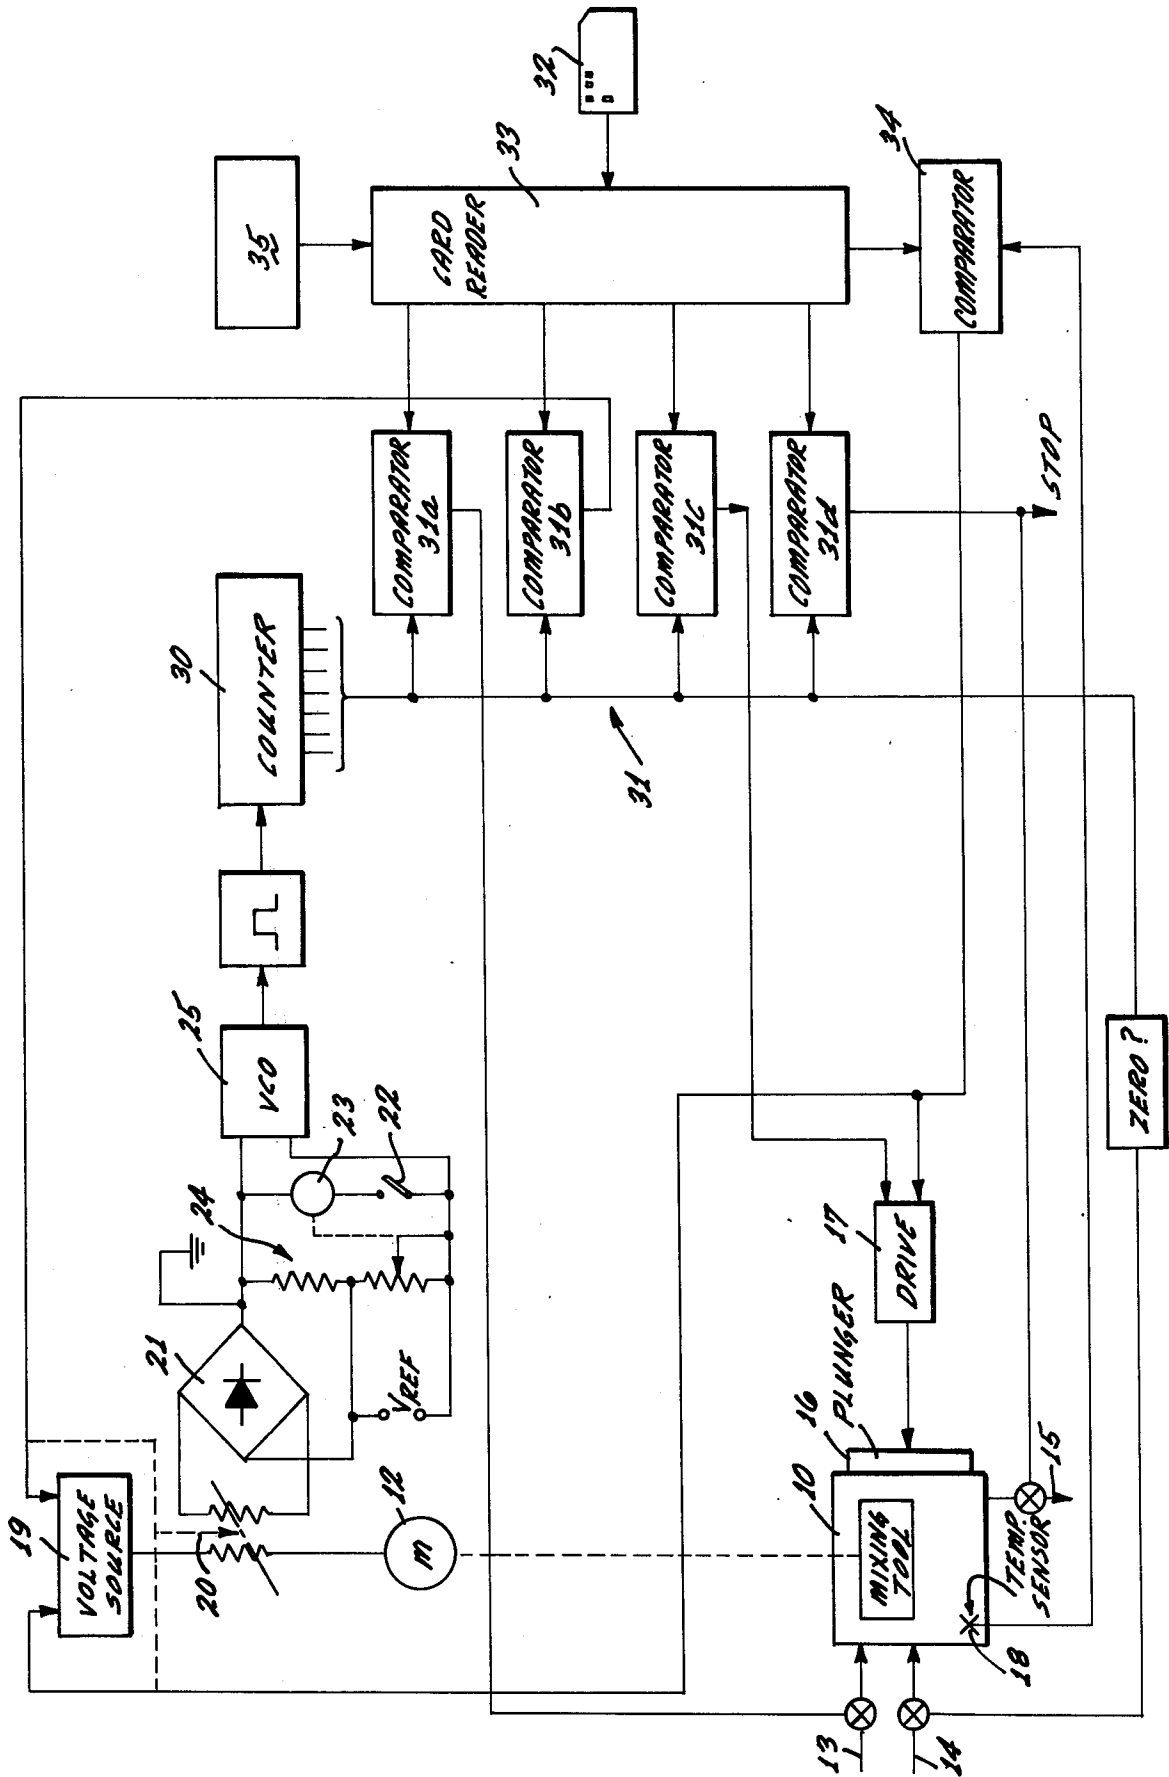 19
VOLTAGE
SOURCE
20
21
24
23
22
25
VCO
30
COUNTER
35
12
M
VREF
COMPARATOR
31a
COMPARATOR
31b
COMPARATOR
31c
COMPARATOR
31d
31
CARD
READER
33
32
34
COMPARATOR
STOP
10
MIXING
TOOL
16
PLUNGER
17
DRIVE
13
14
18
TEMP.
SENSOR
15
ZERO?